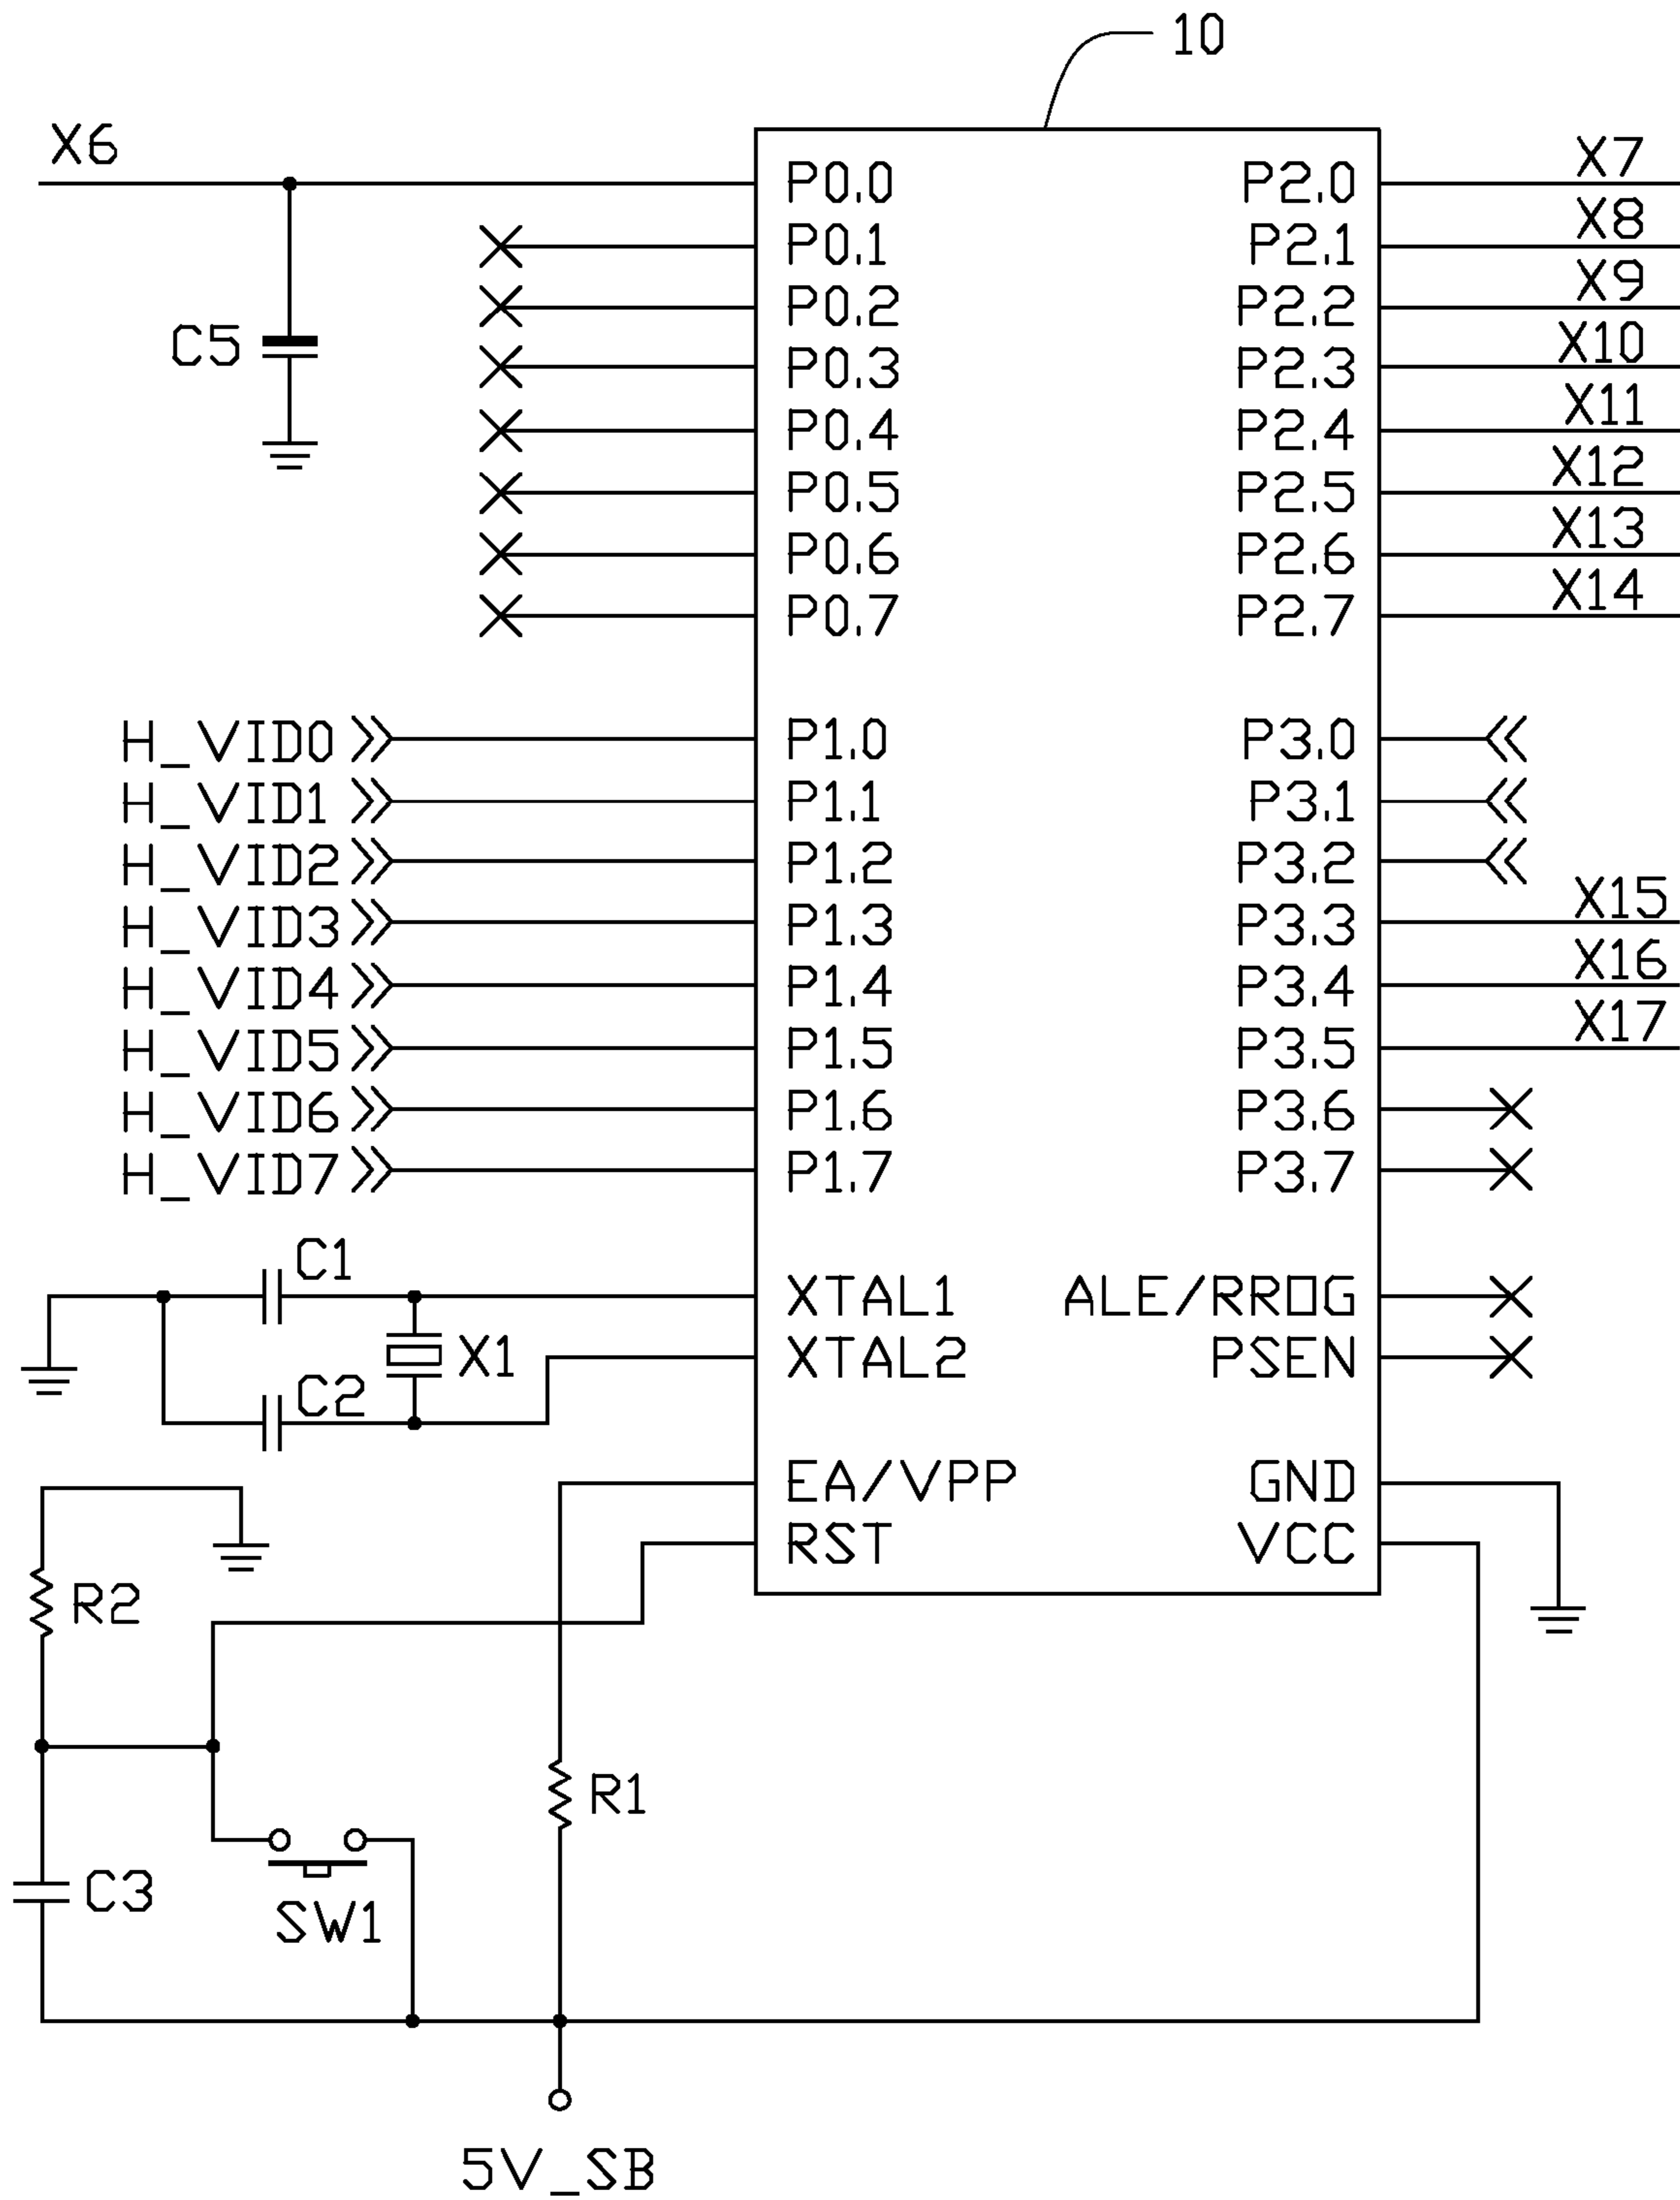 10
X6 P0.0 P2.0 X7
P0.1 P2.1 X8
P0.2 P2.2 X9
C5 P0.3 P2.3 X10
P0.4 P2.4 X11
P0.5 P2.5 X12
P0.6 P2.6 X13
P0.7 P2.7 X14
H_VID0 P1.0 P3.0
H_VID1 P1.1 P3.1
H_VID2 P1.2 P3.2
H_VID3 P1.3 P3.3 X15
H_VID4 P1.4 P3.4 X16
H_VID5 P1.5 P3.5 X17
H_VID6 P1.6 P3.6
H_VID7 P1.7 P3.7
C1
XTAL1 ALE/RROG
X1 XTAL2 PSEN
C2
EA/VPP GND
RST VCC
R2
R1
C3
SW1
5V_SB